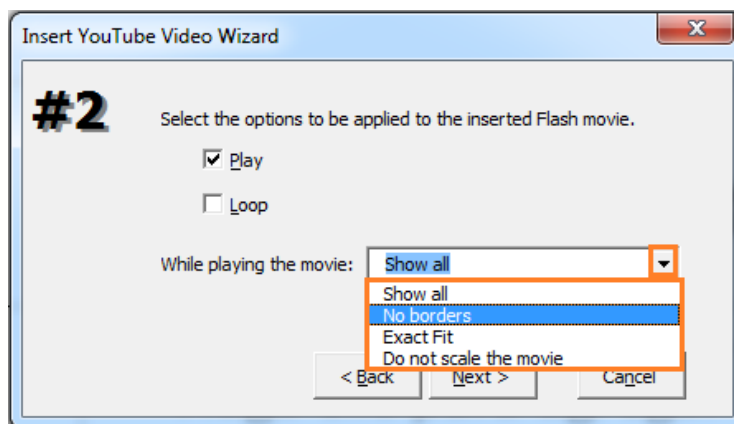 Insert YouTube Video Wizard
#2
Select the options to be applied to the inserted Flash movie.
Play
Loop
While playing the movie: Show all
Show all
No borders
Exact Fit
Do not scale the movie
< Back Next > Cancel